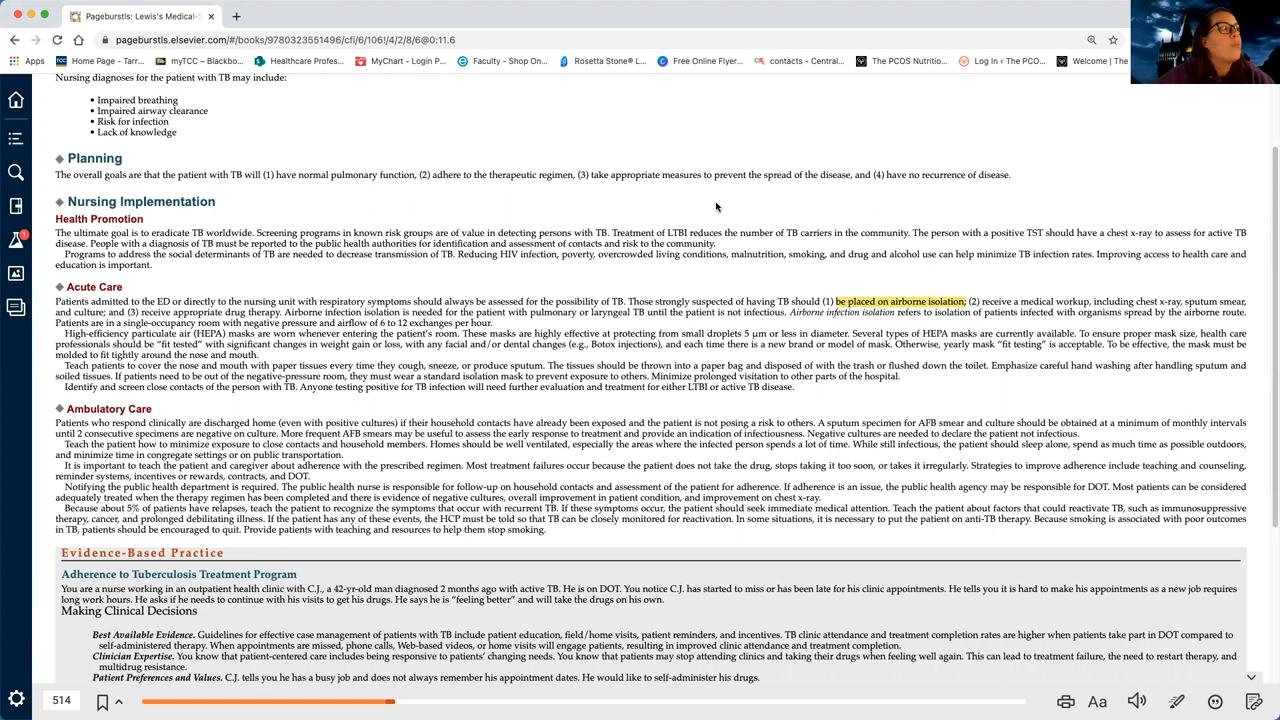 Pageburstls: Lewis's Medical-S
pageburstls.elsevier.com/#/books/9780323551496/cfi/6/106!/4/2/8/6@0:11.6
Apps Home Page - Tarr... myTCC – Blackbo... Healthcare Profes... MyChart - Login P... Faculty - Shop On... Rosetta Stone® L... Free Online Flyer... contacts - Central... The PCOS Nutritio... Log In ‹ The PCO... Welcome | The
Nursing diagnoses for the patient with TB may include:
• Impaired breathing
• Impaired airway clearance
• Risk for infection
• Lack of knowledge
Planning
The overall goals are that the patient with TB will (1) have normal pulmonary function, (2) adhere to the therapeutic regimen, (3) take appropriate measures to prevent the spread of the disease, and (4) have no recurrence of disease.
Nursing Implementation
Health Promotion
The ultimate goal is to eradicate TB worldwide. Screening programs in known risk groups are of value in detecting persons with TB. Treatment of LTBI reduces the number of TB carriers in the community. The person with a positive TST should have a chest x-ray to assess for active TB
disease. People with a diagnosis of TB must be reported to the public health authorities for identification and assessment of contacts and risk to the community.
Programs to address the social determinants of TB are needed to decrease transmission of TB. Reducing HIV infection, poverty, overcrowded living conditions, malnutrition, smoking, and drug and alcohol use can help minimize TB infection rates. Improving access to health care and
education is important.
Acute Care
Patients admitted to the ED or directly to the nursing unit with respiratory symptoms should always be assessed for the possibility of TB. Those strongly suspected of having TB should (1) be placed on airborne isolation; (2) receive a medical workup, including chest x-ray, sputum smear,
and culture; and (3) receive appropriate drug therapy. Airborne infection isolation is needed for the patient with pulmonary or laryngeal TB until the patient is not infectious. Airborne infection isolation refers to isolation of patients infected with organisms spread by the airborne route.
Patients are in a single-occupancy room with negative pressure and airflow of 6 to 12 exchanges per hour.
High-efficiency particulate air (HEPA) masks are worn whenever entering the patient's room. These masks are highly effective at protecting from small droplets 5 μm or less in diameter. Several types of HEPA masks are currently available. To ensure proper mask size, health care
professionals should be "fit tested" with significant changes in weight gain or loss, with any facial and/or dental changes (e.g., Botox injections), and each time there is a new brand or model of mask. Otherwise, yearly mask "fit testing" is acceptable. To be effective, the mask must be
molded to fit tightly around the nose and mouth.
Teach patients to cover the nose and mouth with paper tissues every time they cough, sneeze, or produce sputum. The tissues should be thrown into a paper bag and disposed of with the trash or flushed down the toilet. Emphasize careful hand washing after handling sputum and
soiled tissues. If patients need to be out of the negative-pressure room, they must wear a standard isolation mask to prevent exposure to others. Minimize prolonged visitation to other parts of the hospital.
Identify and screen close contacts of the person with TB. Anyone testing positive for TB infection will need further evaluation and treatment for either LTBI or active TB disease.
Ambulatory Care
Patients who respond clinically are discharged home (even with positive cultures) if their household contacts have already been exposed and the patient is not posing a risk to others. A sputum specimen for AFB smear and culture should be obtained at a minimum of monthly intervals
until 2 consecutive specimens are negative on culture. More frequent AFB smears may be useful to assess the early response to treatment and provide an indication of infectiousness. Negative cultures are needed to declare the patient not infectious.
Teach the patient how to minimize exposure to close contacts and household members. Homes should be well ventilated, especially the areas where the infected person spends a lot of time. While still infectious, the patient should sleep alone, spend as much time as possible outdoors,
and minimize time in congregate settings or on public transportation.
It is important to teach the patient and caregiver about adherence with the prescribed regimen. Most treatment failures occur because the patient does not take the drug, stops taking it too soon, or takes it irregularly. Strategies to improve adherence include teaching and counseling,
reminder systems, incentives or rewards, contracts, and DOT.
Notifying the public health department is required. The public health nurse is responsible for follow-up on household contacts and assessment of the patient for adherence. If adherence is an issue, the public health agency may be responsible for DOT. Most patients can be considered
adequately treated when the therapy regimen has been completed and there is evidence of negative cultures, overall improvement in patient condition, and improvement on chest x-ray.
Because about 5% of patients have relapses, teach the patient to recognize the symptoms that occur with recurrent TB. If these symptoms occur, the patient should seek immediate medical attention. Teach the patient about factors that could reactivate TB, such as immunosuppressive
therapy, cancer, and prolonged debilitating illness. If the patient has any of these events, the HCP must be told so that TB can be closely monitored for reactivation. In some situations, it is necessary to put the patient on anti-TB therapy. Because smoking is associated with poor outcomes
in TB, patients should be encouraged to quit. Provide patients with teaching and resources to help them stop smoking.
Evidence-Based Practice
Adherence to Tuberculosis Treatment Program
You are a nurse working in an outpatient health clinic with C.J., a 42-yr-old man diagnosed 2 months ago with active TB. He is on DOT. You notice C.J. has started to miss or has been late for his clinic appointments. He tells you it is hard to make his appointments as a new job requires
long work hours. He asks if he needs to continue with his visits to get his drugs. He says he is "feeling better" and will take the drugs on his own.
Making Clinical Decisions
Best Available Evidence. Guidelines for effective case management of patients with TB include patient education, field/home visits, patient reminders, and incentives. TB clinic attendance and treatment completion rates are higher when patients take part in DOT compared to
self-administered therapy. When appointments are missed, phone calls, Web-based videos, or home visits will engage patients, resulting in improved clinic attendance and treatment completion.
Clinician Expertise. You know that patient-centered care includes being responsive to patients' changing needs. You know that patients may stop attending clinics and taking their drugs when feeling well again. This can lead to treatment failure, the need to restart therapy, and
multidrug resistance.
Patient Preferences and Values. C.J. tells you he has a busy job and does not always remember his appointment dates. He would like to self-administer his drugs.
514
Aa